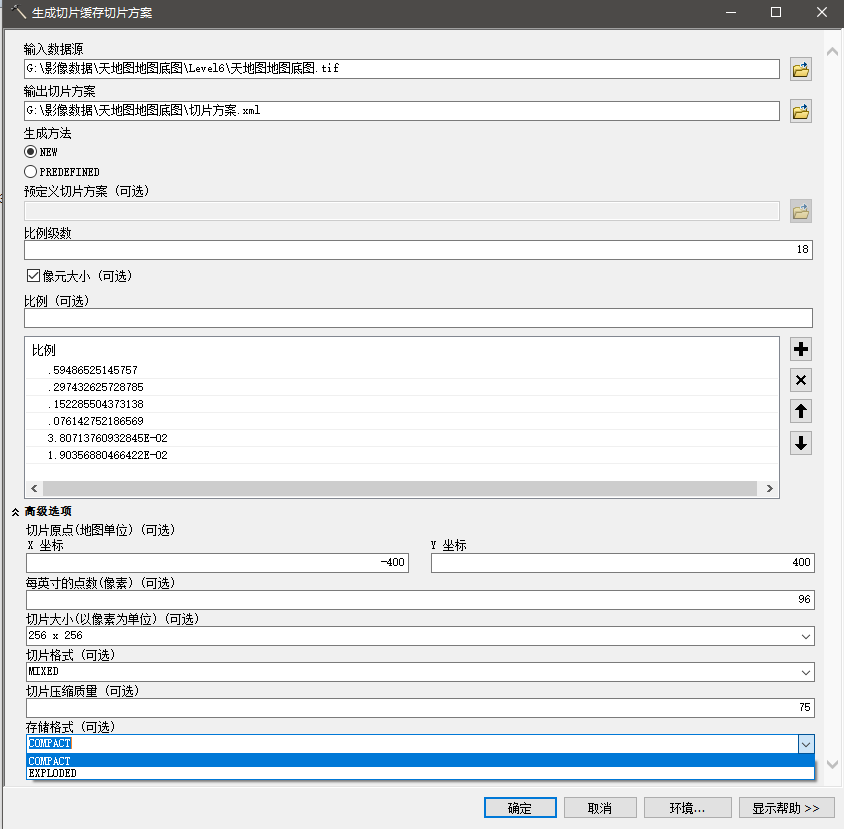 生成切片缓存切片方案
输入数据源
G:\影像数据\天地图地图底图\Level6\天地图地图底图.tif
输出切片方案
G:\影像数据\天地图地图底图\切片方案.xml
生成方法
NEW
PREDEFINED
预定义切片方案 (可选)
比例级数
18
像元大小 (可选)
比例 (可选)
比例
.59486525145757
.297432625728785
.152285504373138
.076142752186569
3.80713760932845E-02
1.90356880466422E-02
高级选项
切片原点(地图单位) (可选)
X 坐标 Y 坐标
-400 400
每英寸的点数(像素) (可选)
96
切片大小(以像素为单位) (可选)
256 x 256
切片格式 (可选)
MIXED
切片压缩质量 (可选)
75
存储格式 (可选)
COMPACT
COMPACT
EXPLODED
确定 取消 环境... 显示帮助 >>